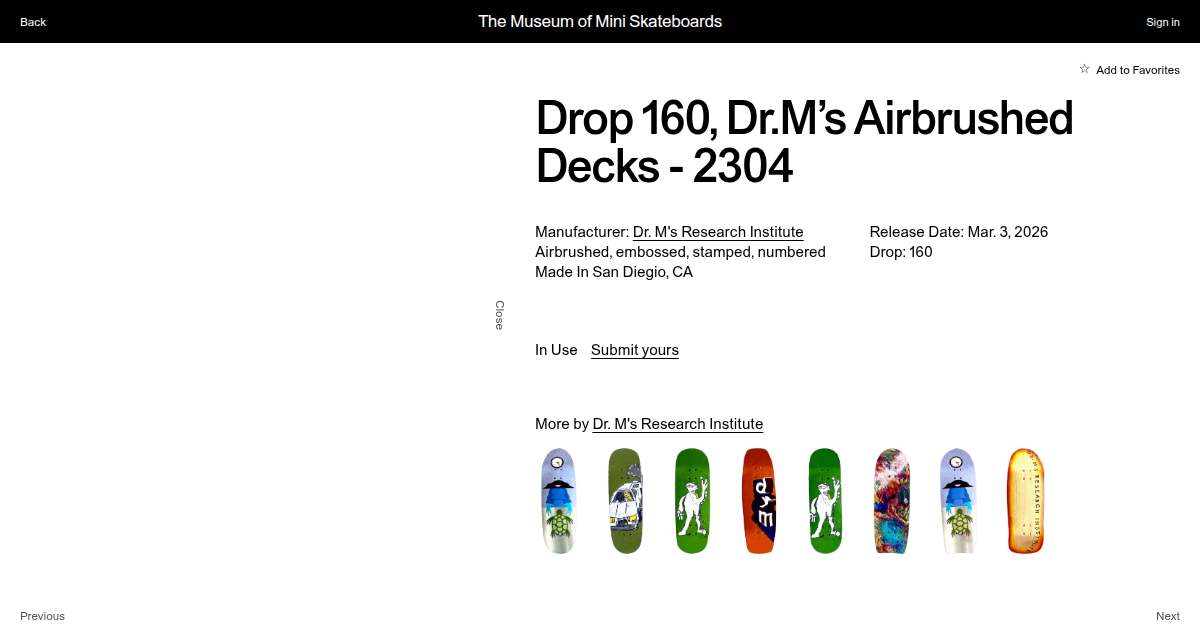 Back
The Museum of Mini Skateboards
Sign in
☆ Add to Favorites
Drop 160, Dr.M’s Airbrushed
Decks - 2304
Manufacturer: Dr. M's Research Institute
Airbrushed, embossed, stamped, numbered
Made In San Diegio, CA
Release Date: Mar. 3, 2026
Drop: 160
Close
In Use Submit yours
More by Dr. M's Research Institute
drm
Previous
Next